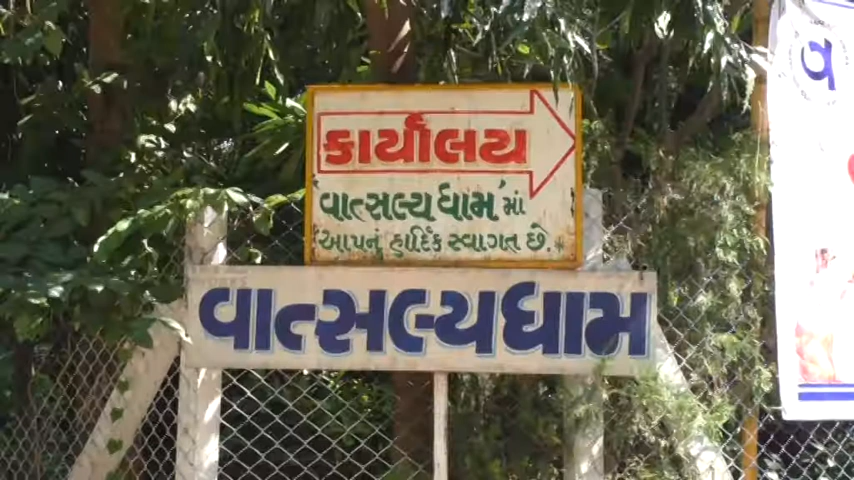 કાર્યાલય
'વાત્સલ્યધામ' માં
આપનું હાર્દિક સ્વાગત છે.
વાત્સલ્યધામ
વ